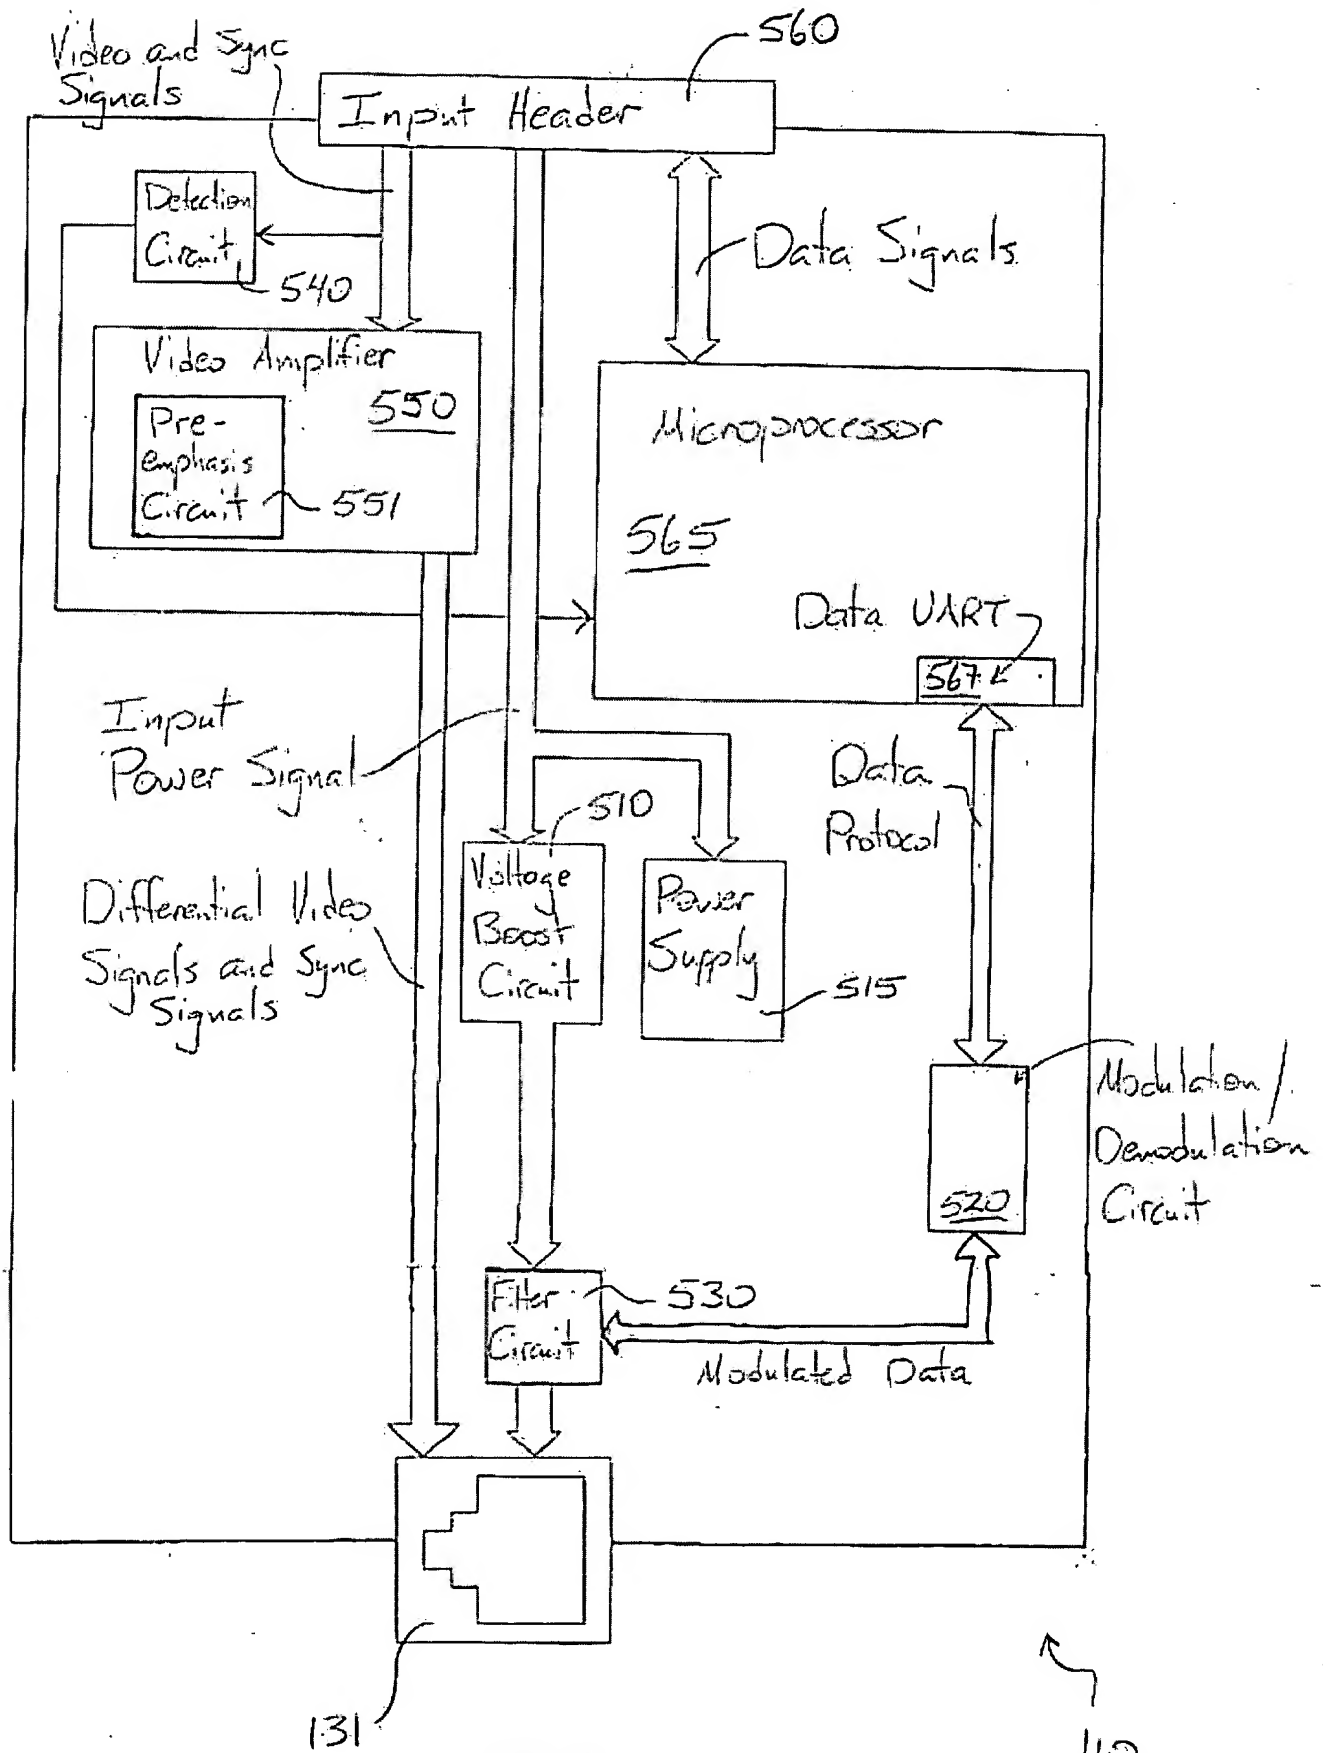 560
Video and Sync
Signals
Input Header
Detection
Circuit
540
Data Signals
Video Amplifier
550
Pre-
emphasis
Circuit
551
Microprocessor
565
Data UART
567
Input
Power Signal
510
Data
Protocol
Voltage
Boost
Circuit
Power
Supply
515
Differential Video
Signals and Sync
Signals
Modulation/
Demodulation
Circuit
520
Filter
Circuit
530
Modulated Data
131